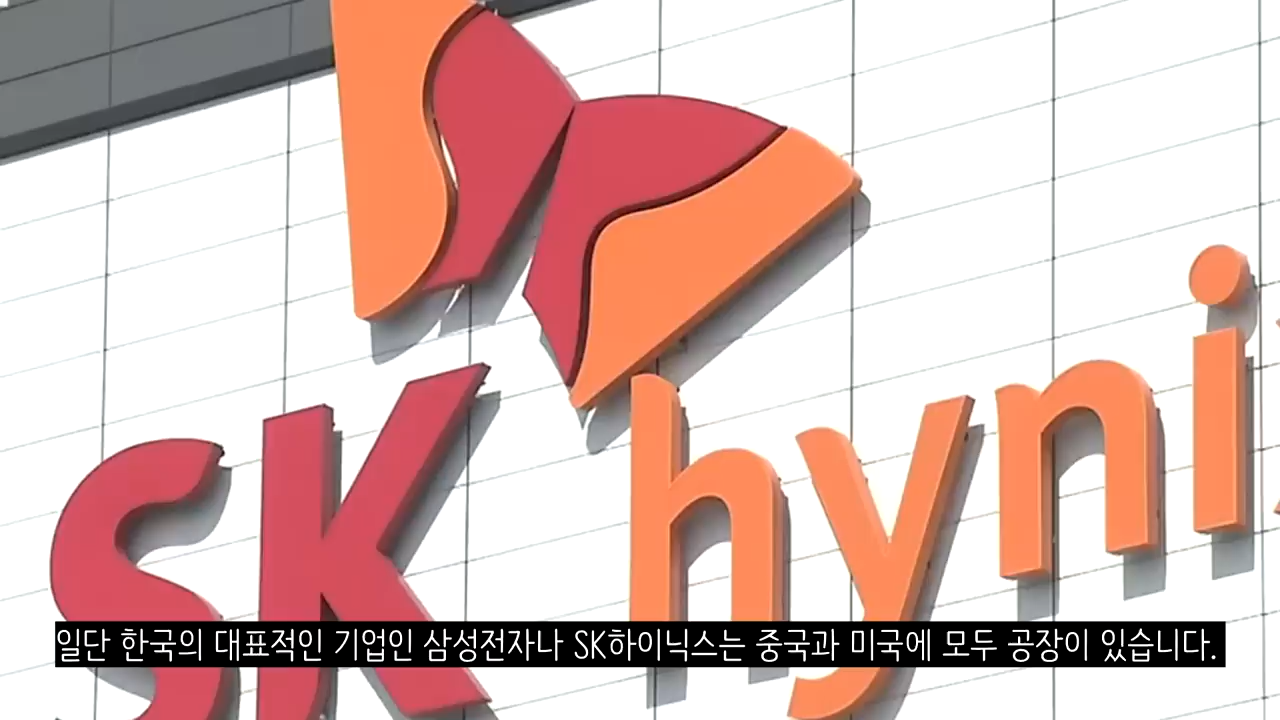 SK hyni
일단 한국의 대표적인 기업인 삼성전자나 SK하이닉스는 중국과 미국에 모두 공장이 있습니다.